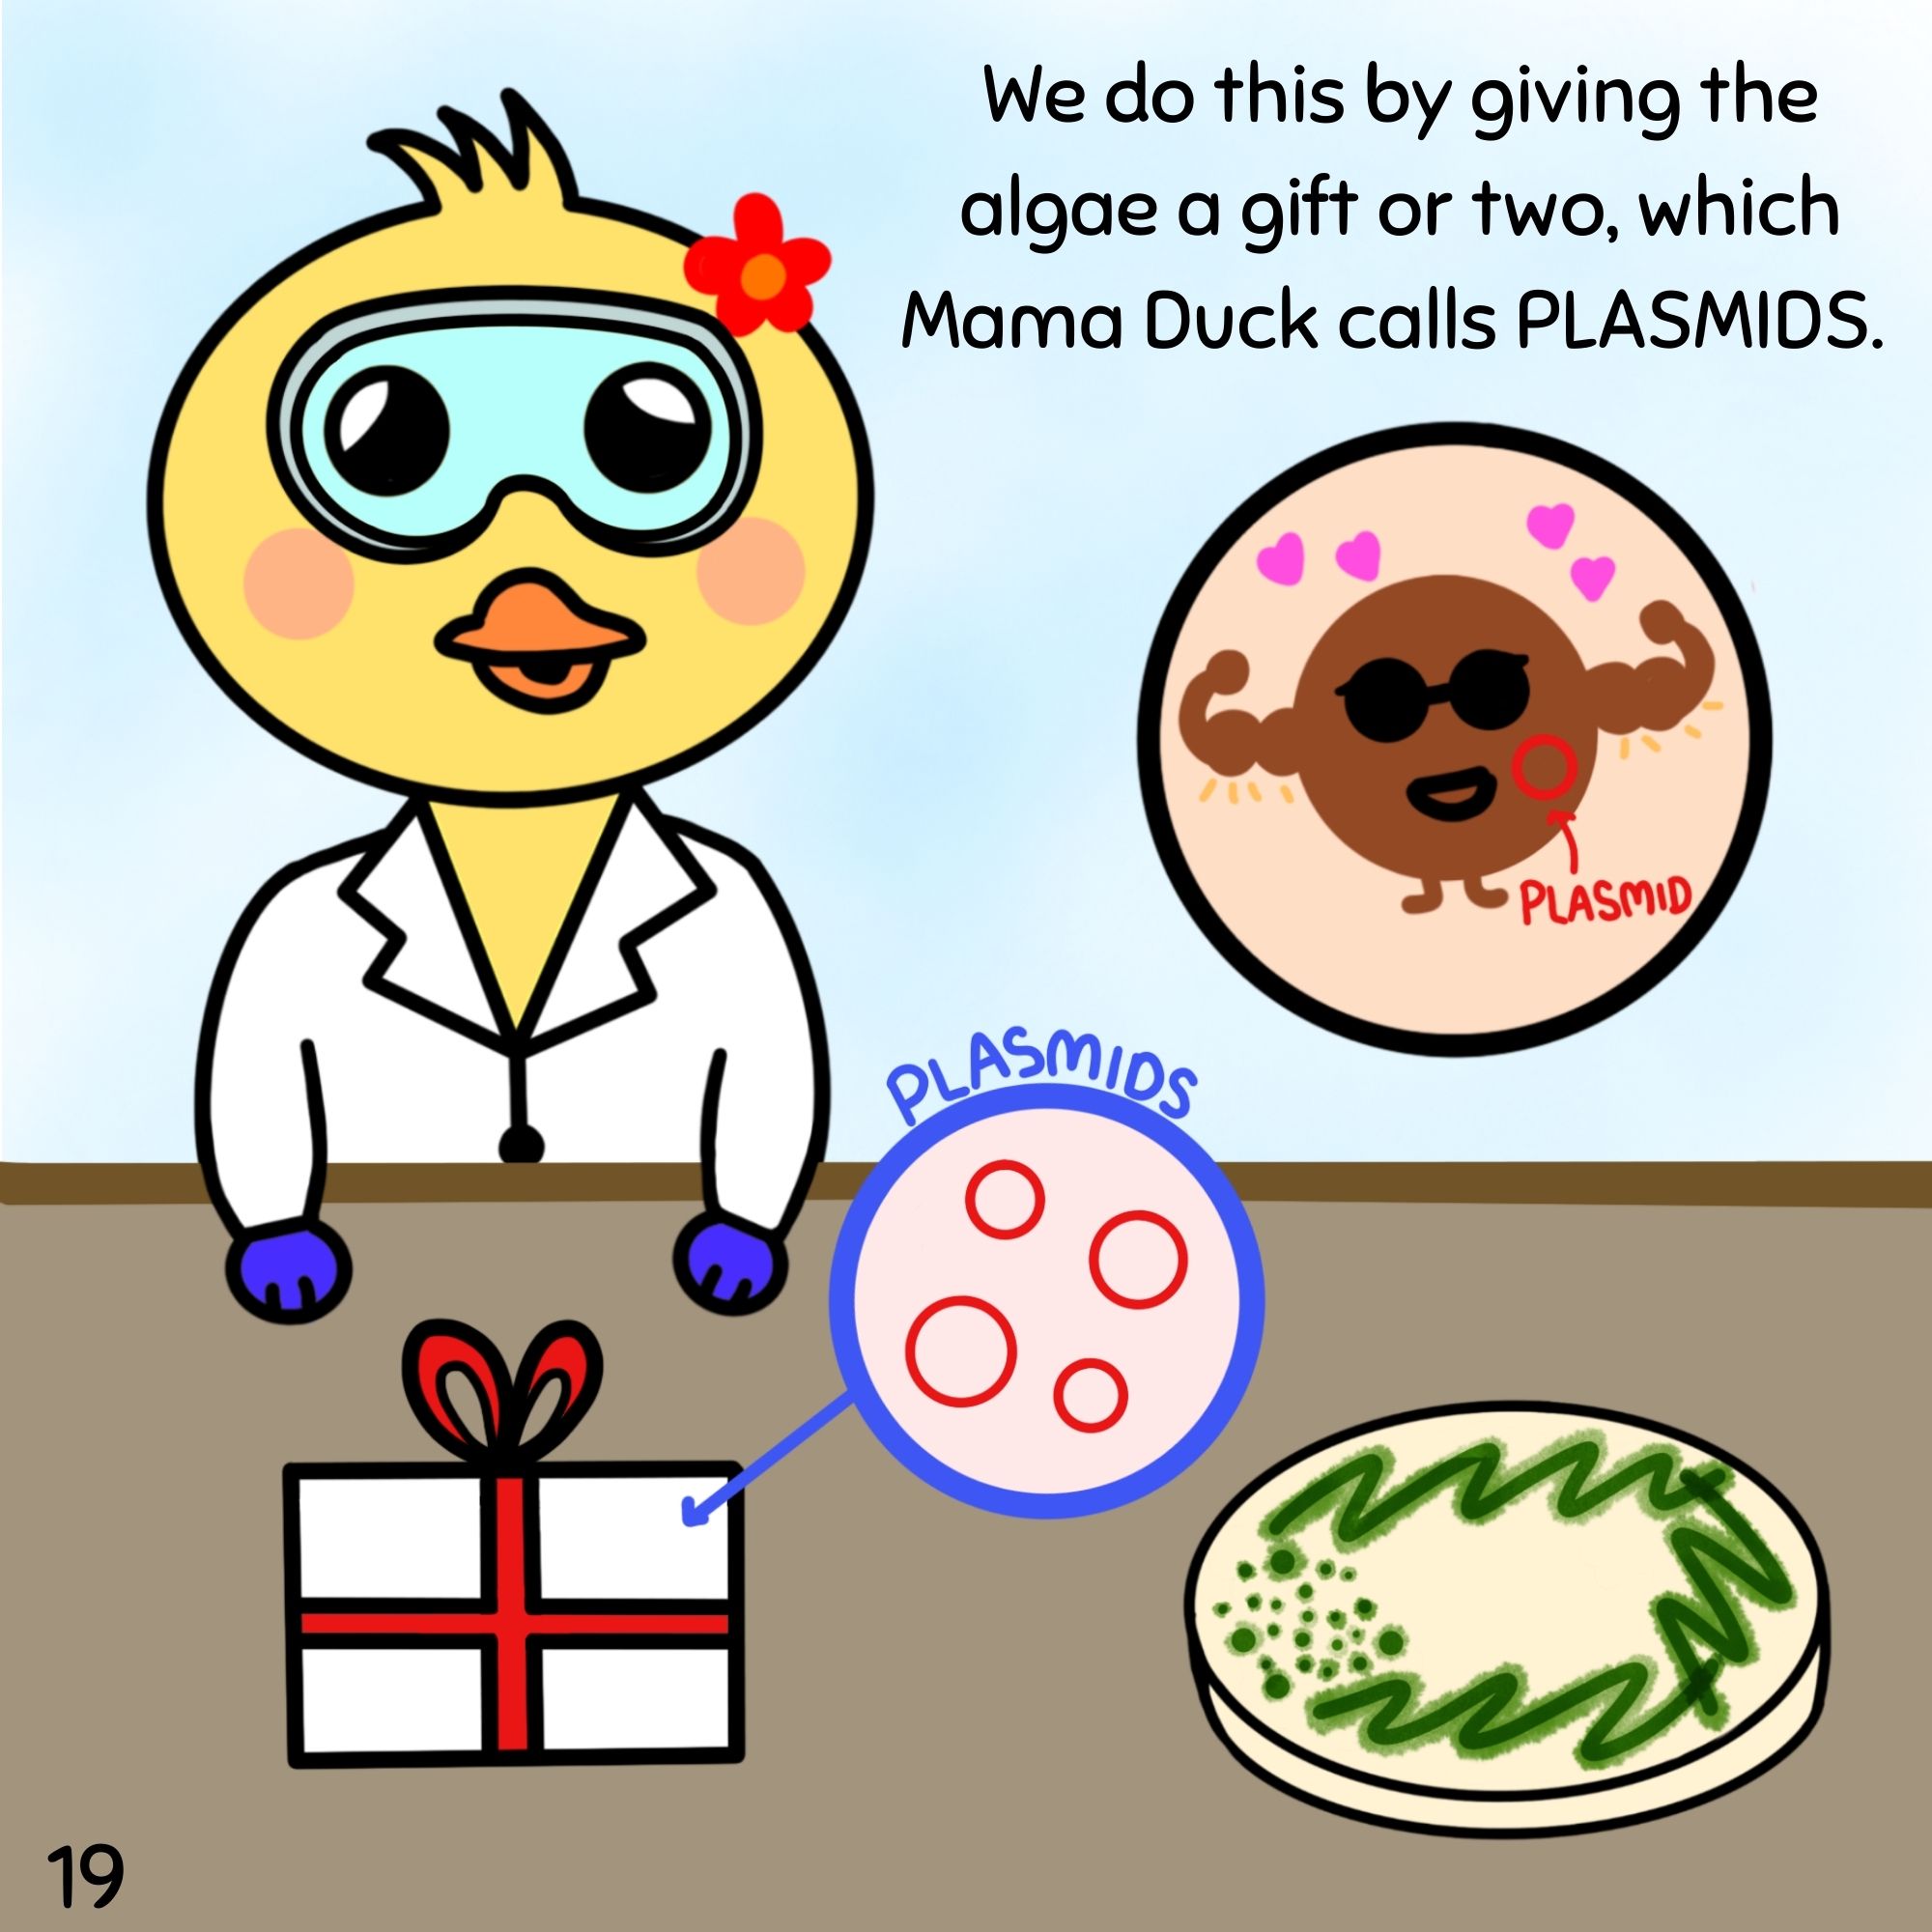 We do this by giving the
algae a gift or two, which
Mama Duck calls PLASMIDS.
PLASMID
PLASMIDS
19